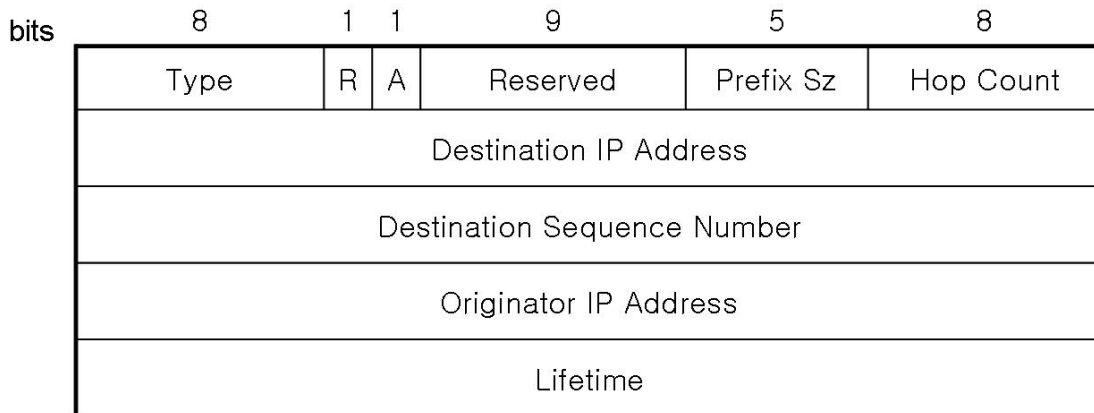 bits 8 1 1 9 5 8
Type R A Reserved Prefix Sz Hop Count
Destination IP Address
Destination Sequence Number
Originator IP Address
Lifetime